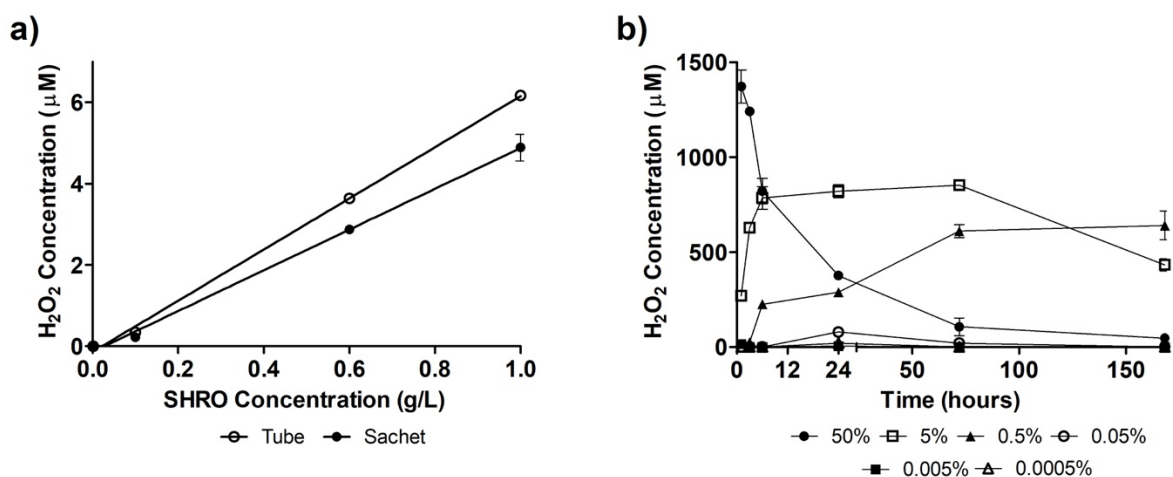 a)
H₂O₂ Concentration (μM)
6
4
2
0
0.0 0.2 0.4 0.6 0.8 1.0
SHRO Concentration (g/L)
Tube Sachet
b)
H₂O₂ Concentration (μM)
1500
1000
500
0
0 12 24 50 100 150
Time (hours)
50% 5% 0.5% 0.05%
0.005% 0.0005%